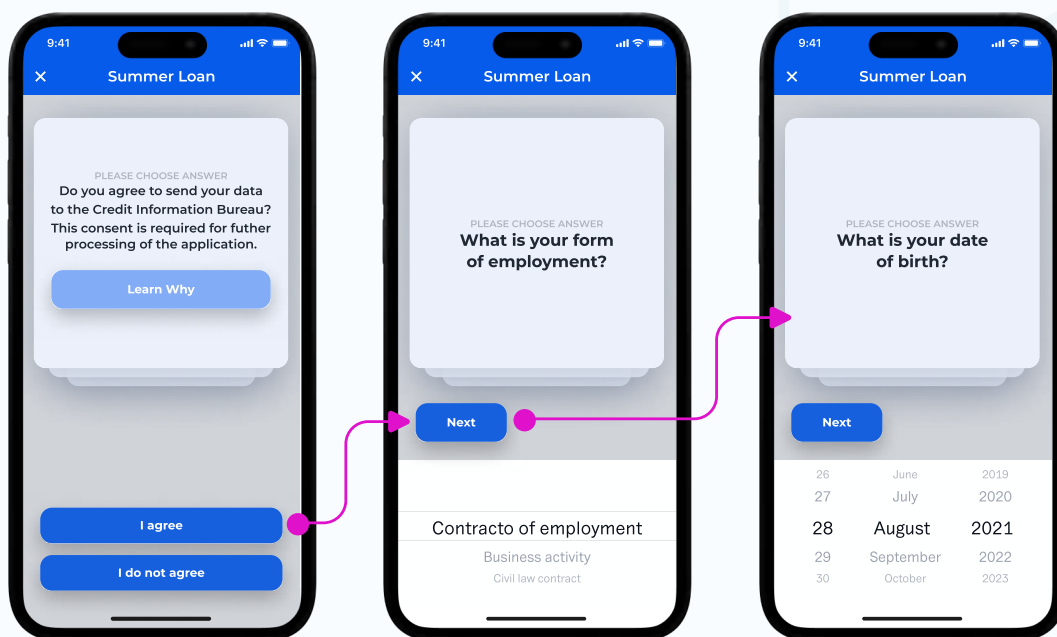 9:41
Summer Loan
PLEASE CHOOSE ANSWER
Do you agree to send your data
to the Credit Information Bureau?
This consent is required for futher
processing of the application.
Learn Why
I agree
I do not agree
9:41
Summer Loan
PLEASE CHOOSE ANSWER
What is your form
of employment?
Next
Contracto of employment
Business activity
Civil law contract
9:41
Summer Loan
PLEASE CHOOSE ANSWER
What is your date
of birth?
Next
26 June 2019
27 July 2020
28 August 2021
29 September 2022
30 October 2023